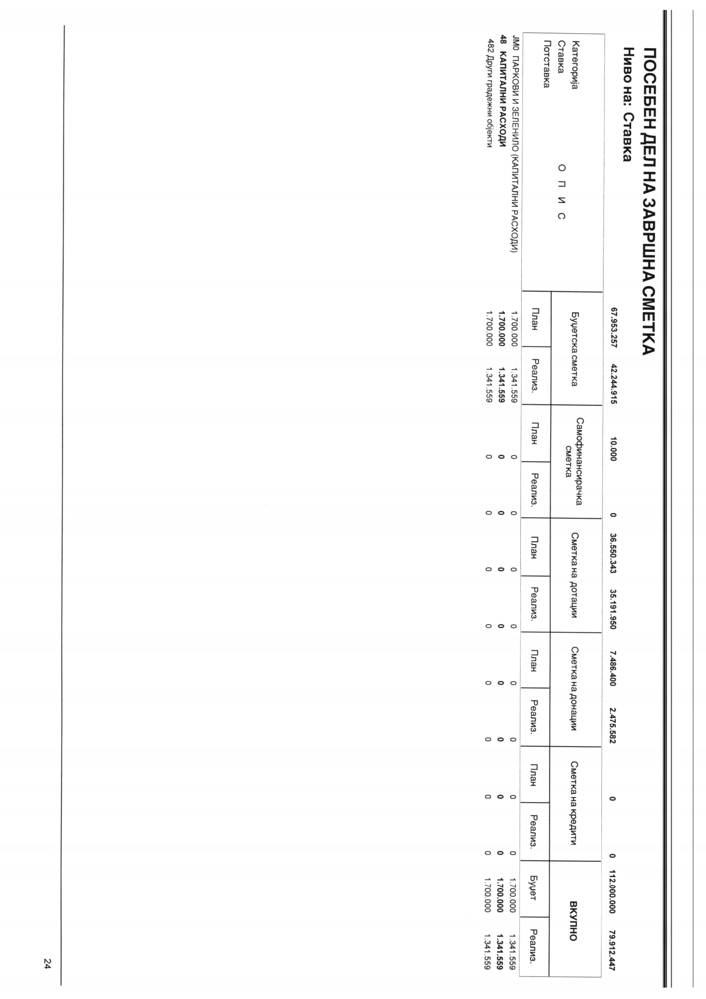 ПОСЕБЕН ДЕЛ НА ЗАВРШНА СМЕТКА
Ниво на: Ставка
67.953.257 42.244.915 10.000 0 36.550.343 35.191.950 7.486.400 2.475.582 0 0 112.000.000 79.912.447
Категорија
Ставка
Потставка
О П И С
Буџетска сметка
Самофинансирачка
сметка
Сметка на дотации
Сметка на донации
Сметка на кредити
ВКУПНО
План Реализ. План Реализ. План Реализ. План Реализ. План Реализ. Буџет Реализ.
JM0 ПАРКОВИ И ЗЕЛЕНИЛО (КАПИТАЛНИ РАСХОДИ) 1.700.000 1.341.559 0 0 0 0 0 0 0 0 1.700.000 1.341.559
48 КАПИТАЛНИ РАСХОДИ 1.700.000 1.341.559 0 0 0 0 0 0 0 0 1.700.000 1.341.559
482 Други градежни објекти 1.700.000 1.341.559 0 0 0 0 0 0 0 0 1.700.000 1.341.559
24